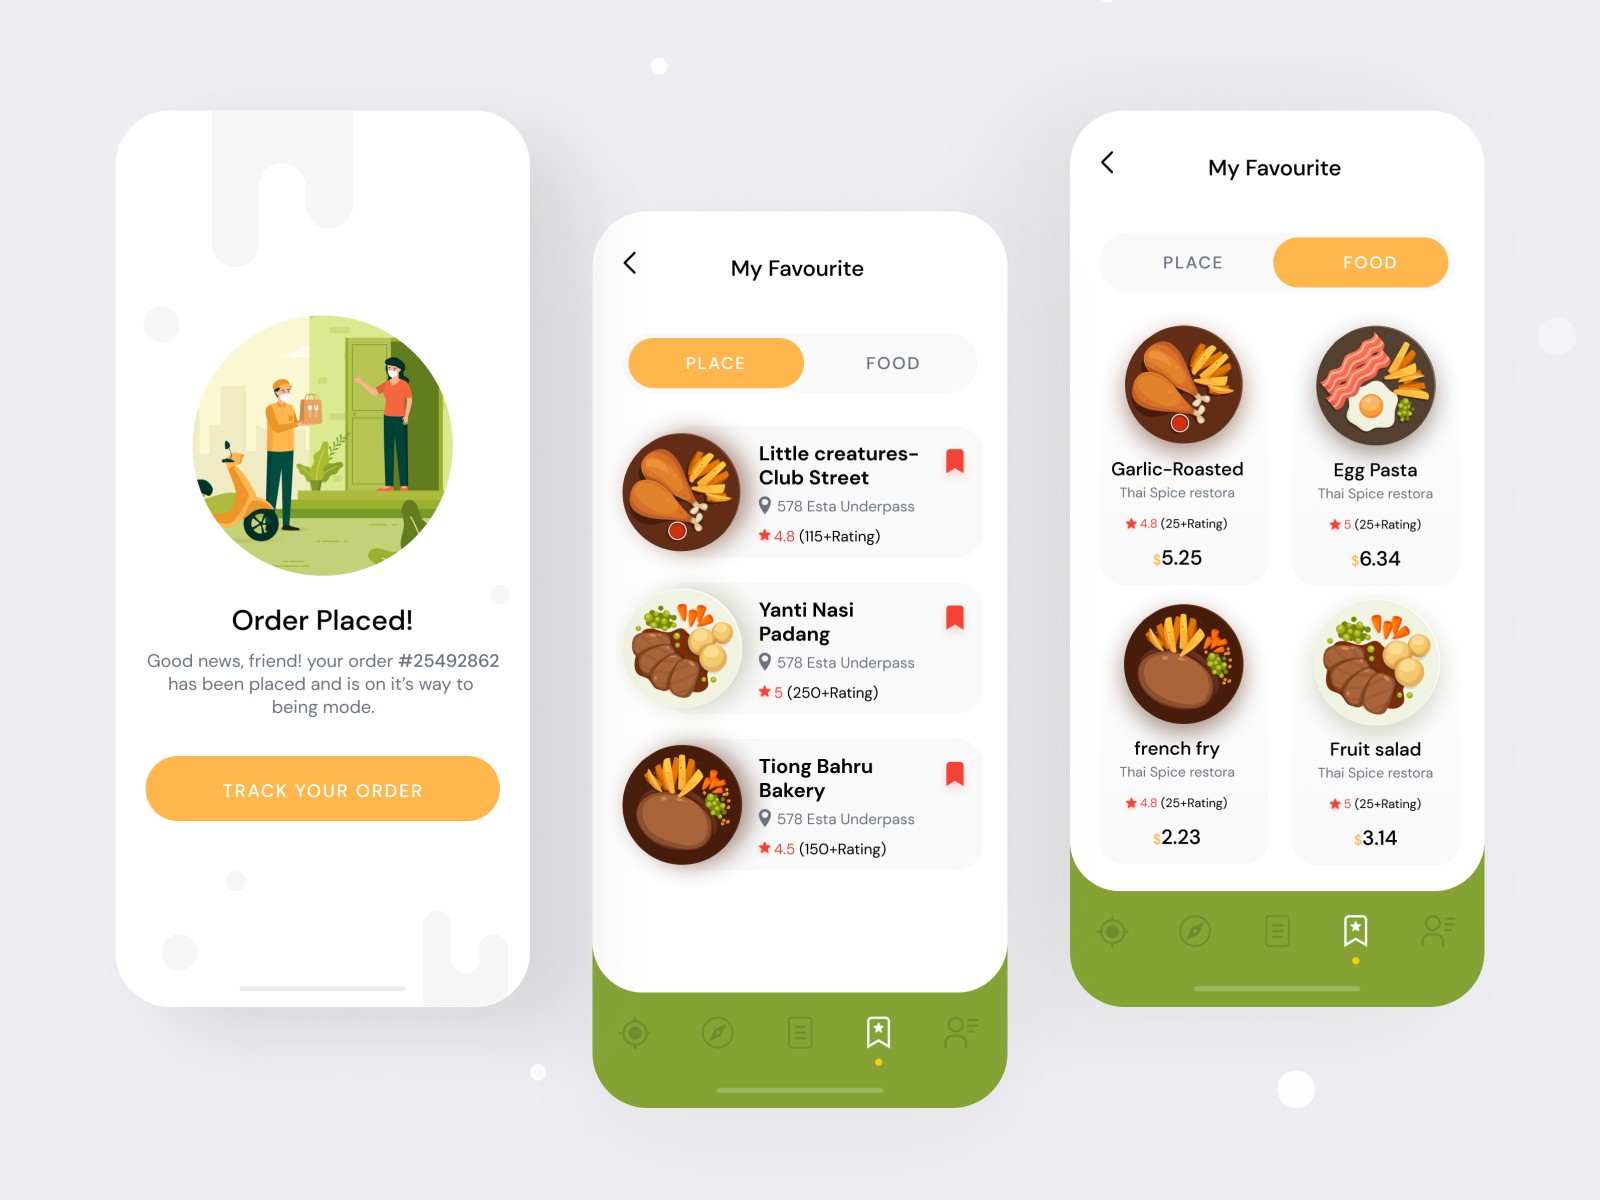 Order Placed!
Good news, friend! your order #25492862
has been placed and is on it's way to
being mode.
TRACK YOUR ORDER
My Favourite
PLACE
FOOD
Little creatures-
Club Street
578 Esta Underpass
4.8 (115+Rating)
Yanti Nasi
Padang
578 Esta Underpass
5 (250+Rating)
Tiong Bahru
Bakery
578 Esta Underpass
4.5 (150+Rating)
My Favourite
PLACE
FOOD
Garlic-Roasted
Thai Spice restora
4.8 (25+Rating)
$5.25
Egg Pasta
Thai Spice restora
5 (25+Rating)
$6.34
french fry
Thai Spice restora
4.8 (25+Rating)
$2.23
Fruit salad
Thai Spice restora
5 (25+Rating)
$3.14